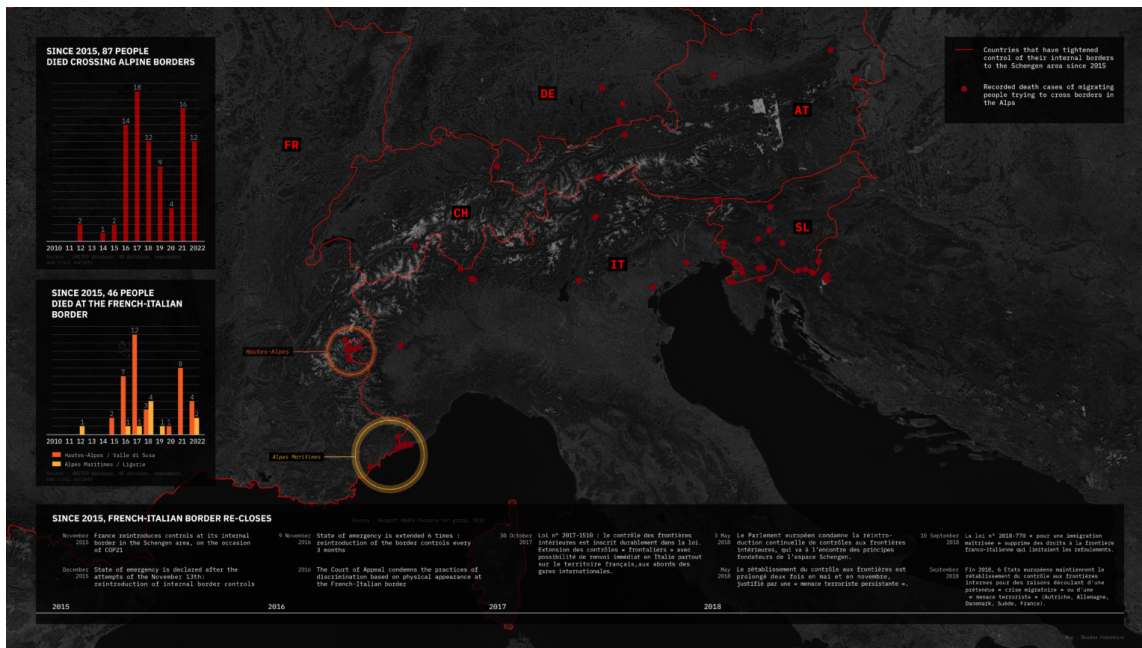 SINCE 2015, 87 PEOPLE
DIED CROSSING ALPINE BORDERS
18
16
14
12
12
9
4
2
2
1
2010 11 12 13 14 15 16 17 18 19 20 21 2022
Countries that have tightened
control of their internal borders
to the Schengen area since 2015
Recorded death cases of migrating
people trying to cross borders in
the Alps
DE
AT
FR
CH
SL
IT
SINCE 2015, 46 PEOPLE
DIED AT THE FRENCH-ITALIAN
BORDER
12
8
7
4
4
3
2
2
1
1
1
1
1
2010 11 12 13 14 15 16 17 18 19 20 21 2022
Hautes-Alpes / Valle di Susa
Alpes Maritimes / Ligurie
Hautes-Alpes
Alpes Maritimes
SINCE 2015, FRENCH-ITALIAN BORDER RE-CLOSES
November
2015
France reintroduces controls at its internal
border in the Schengen area, on the occasion
of COP21
December
2015
State of emergency is declared after the
attempts of the November 13th:
reintroduction of internal border controls
9 November
2016
State of emergency is extended 6 times :
reintroduction of the border controls every
3 months
2016
The Court of Appeal condemns the practices of
discrimination based on physical appearance at
the French-Italian border
30 October
2017
Loi n° 2017-1510 : le contrôle des frontières
intérieures est inscrit durablement dans la loi.
Extension des contrôles « frontaliers » avec
possibilité de renvoi immédiat en Italie partout
sur le territoire français,aux abords des
gares internationales.
3 May
2018
Le Parlement européen condamne la réintro-
duction continuelle de contrôles aux frontières
intérieures, qui va à l'encontre des principes
fondateurs de l'espace Schengen.
May
2018
Le rétablissement du contrôle aux frontières est
prolongé deux fois en mai et en novembre,
justifié par une « menace terroriste persistante ».
10 September
2018
La loi n° 2018-778 « pour une immigration
maîtrisée » supprime des droits à la frontière
franco-italienne qui limitaient les refoulements.
September
2018
Fin 2018, 6 Etats européens maintiennent le
rétablissement du contrôle aux frontières
internes pour des raisons découlant d'une
prétendue « crise migratoire » ou d'une
« menace terroriste » (Autriche, Allemagne,
Danemark, Suède, France).
2015
2016
2017
2018